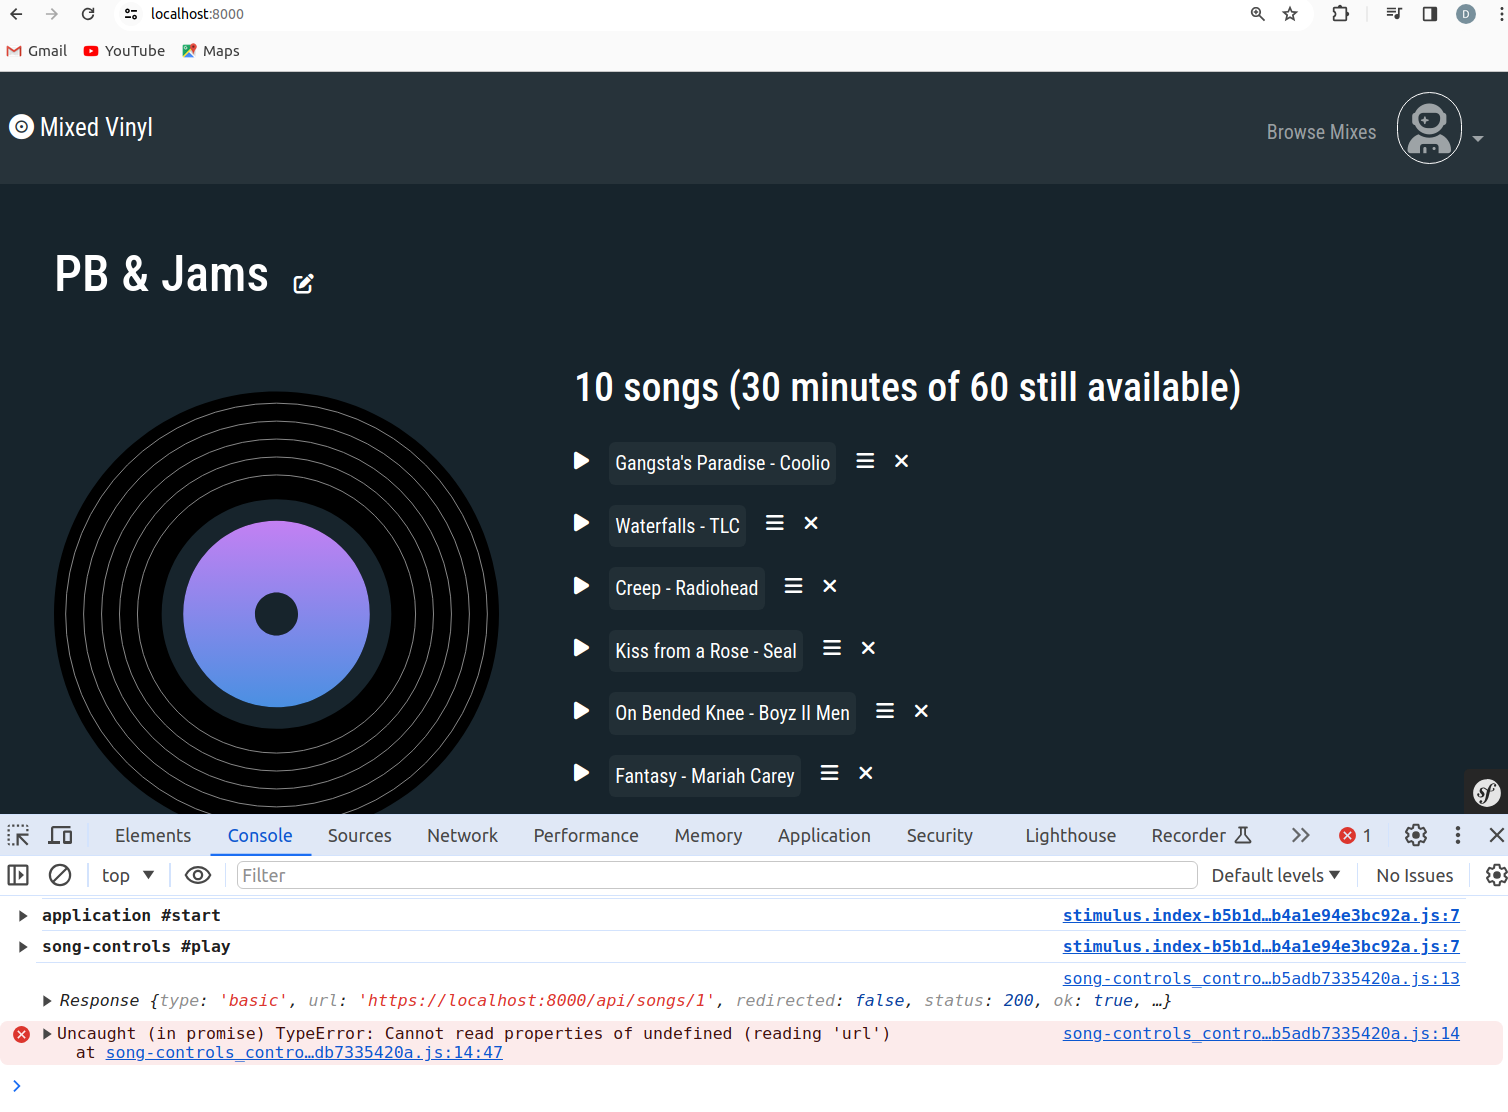 localhost:8000
D
Gmail YouTube Maps
Mixed Vinyl
Browse Mixes
PB & Jams
10 songs (30 minutes of 60 still available)
Gangsta's Paradise - Coolio
Waterfalls - TLC
Creep - Radiohead
Kiss from a Rose - Seal
On Bended Knee - Boyz II Men
Fantasy - Mariah Carey
sf
Elements Console Sources Network Performance Memory Application Security Lighthouse Recorder 1
top Filter Default levels No Issues
application #start stimulus.index-b5b1d…b4a1e94e3bc92a.js:7
song-controls #play stimulus.index-b5b1d…b4a1e94e3bc92a.js:7
song-controls_contro…b5adb7335420a.js:13
Response {type: 'basic', url: 'https://localhost:8000/api/songs/1', redirected: false, status: 200, ok: true, …}
Uncaught (in promise) TypeError: Cannot read properties of undefined (reading 'url') song-controls_contro…b5adb7335420a.js:14
at song-controls_contro…db7335420a.js:14:47